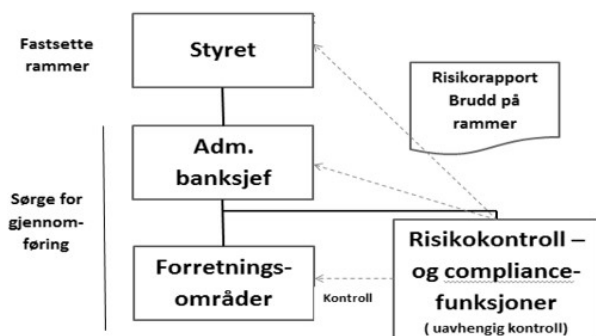 Fastsette
rammer
Styret
Risikorapport
Brudd på
rammer
Adm.
banksjef
Sørge for
gjennom-
føring
Forretnings-
områder
Kontroll
Risikokontroll –
og compliance-
funksjoner
( uavhengig kontroll)